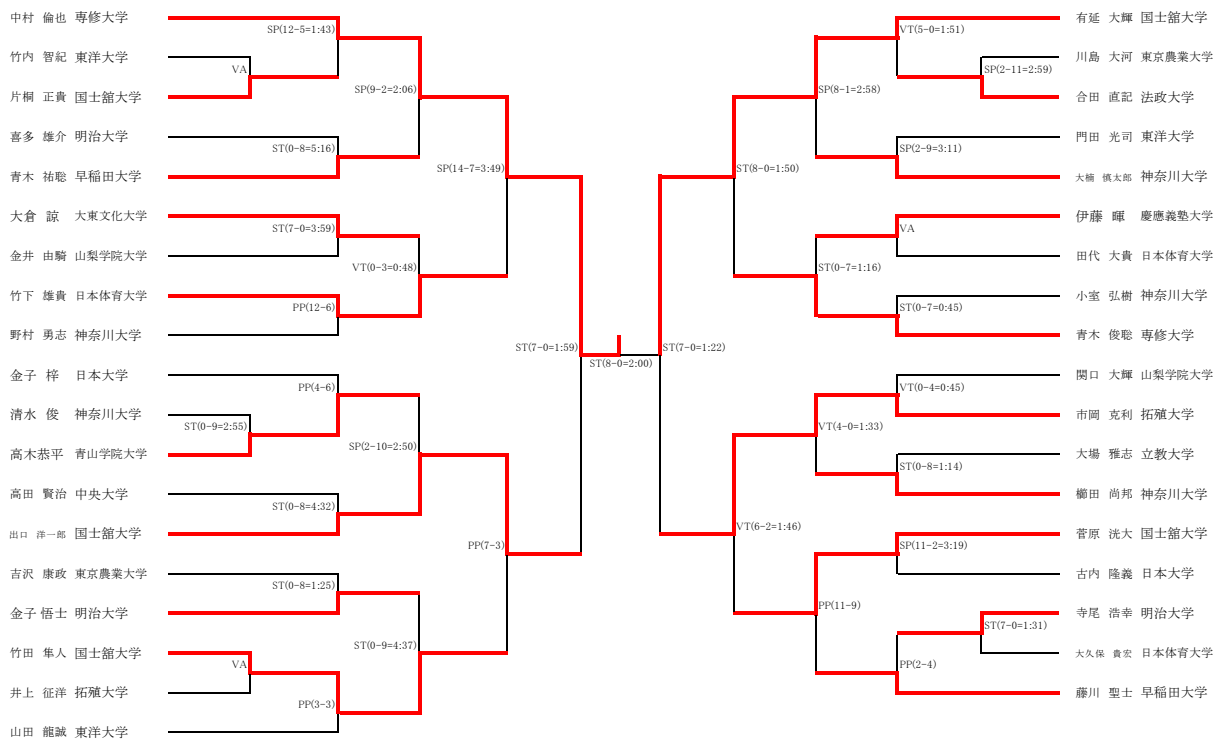 中村 倫也 専修大学
SP(12-5=1:43)
竹内 智紀 東洋大学
VA
片桐 正貴 国士舘大学
SP(9-2=2:06)
喜多 雄介 明治大学
ST(0-8=5:16)
青木 祐聡 早稲田大学
SP(14-7=3:49)
大倉 諒 大東文化大学
ST(7-0=3:59)
金井 由騎 山梨学院大学
VT(0-3=0:48)
竹下 雄貴 日本体育大学
PP(12-6)
野村 勇志 神奈川大学
ST(7-0=1:59)
金子 梓 日本大学
PP(4-6)
清水 俊 神奈川大学
ST(0-9=2:55)
高木恭平 青山学院大学
SP(2-10=2:50)
高田 賢治 中央大学
ST(0-8=4:32)
出口 洋一郎 国士舘大学
PP(7-3)
吉沢 康政 東京農業大学
ST(0-8=1:25)
金子 悟士 明治大学
ST(0-9=4:37)
竹田 隼人 国士舘大学
VA
井上 征洋 拓殖大学
PP(3-3)
山田 龍誠 東洋大学
ST(8-0=2:00)
有延 大輝 国士舘大学
VT(5-0=1:51)
川島 大河 東京農業大学
SP(2-11=2:59)
合田 直記 法政大学
SP(8-1=2:58)
門田 光司 東洋大学
SP(2-9=3:11)
大楠 慎太郎 神奈川大学
ST(8-0=1:50)
伊藤 暉 慶應義塾大学
VA
田代 大貴 日本体育大学
ST(0-7=1:16)
小室 弘樹 神奈川大学
ST(0-7=0:45)
青木 俊聡 専修大学
ST(7-0=1:22)
関口 大輝 山梨学院大学
VT(0-4=0:45)
市岡 克利 拓殖大学
VT(4-0=1:33)
大場 雅志 立教大学
ST(0-8=1:14)
櫛田 尚邦 神奈川大学
VT(6-2=1:46)
菅原 洸大 国士舘大学
SP(11-2=3:19)
古内 隆義 日本大学
PP(11-9)
寺尾 浩幸 明治大学
ST(7-0=1:31)
大久保 貴宏 日本体育大学
PP(2-4)
藤川 聖士 早稲田大学